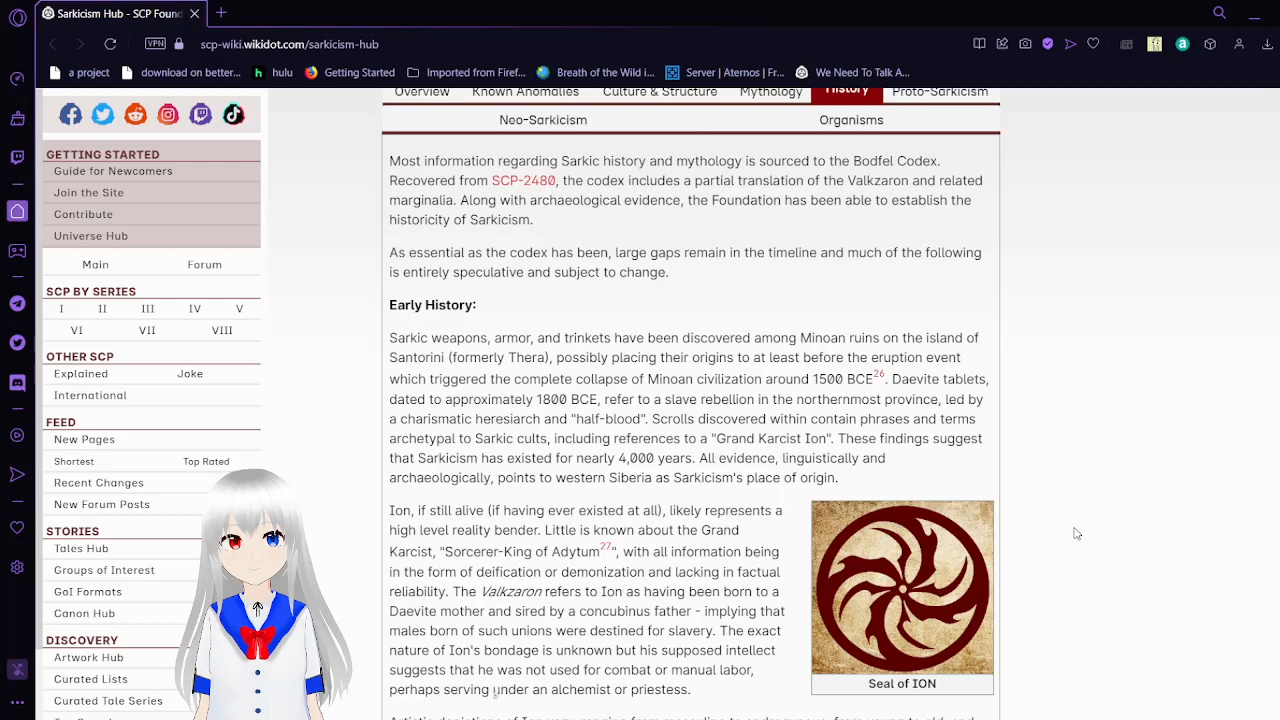 Sarkicism Hub - SCP Found
VPN
scp-wiki.wikidot.com/sarkicism-hub
a project
download on better...
hulu
Getting Started
Imported from Firef...
Breath of the Wild i...
Server | Aternos | Fr...
We Need To Talk A...
Overview Known Anomalies Culture & Structure Mythology History Proto-Sarkicism
Neo-Sarkicism Organisms
GETTING STARTED
Guide for Newcomers
Join the Site
Contribute
Universe Hub
Main Forum
SCP BY SERIES
I II III IV V
VI VII VIII
OTHER SCP
Explained Joke
International
FEED
New Pages
Shortest Top Rated
Recent Changes
New Forum Posts
STORIES
Tales Hub
Groups of Interest
GoI Formats
Canon Hub
DISCOVERY
Artwork Hub
Curated Lists
Curated Tale Series
Most information regarding Sarkic history and mythology is sourced to the Bodfel Codex.
Recovered from SCP-2480, the codex includes a partial translation of the Valkzaron and related
marginalia. Along with archaeological evidence, the Foundation has been able to establish the
historicity of Sarkicism.
As essential as the codex has been, large gaps remain in the timeline and much of the following
is entirely speculative and subject to change.
Early History:
Sarkic weapons, armor, and trinkets have been discovered among Minoan ruins on the island of
Santorini (formerly Thera), possibly placing their origins to at least before the eruption event
which triggered the complete collapse of Minoan civilization around 1500 BCE26. Daevite tablets,
dated to approximately 1800 BCE, refer to a slave rebellion in the northernmost province, led by
a charismatic heresiarch and "half-blood". Scrolls discovered within contain phrases and terms
archetypal to Sarkic cults, including references to a "Grand Karcist Ion". These findings suggest
that Sarkicism has existed for nearly 4,000 years. All evidence, linguistically and
archaeologically, points to western Siberia as Sarkicism's place of origin.
Ion, if still alive (if having ever existed at all), likely represents a
high level reality bender. Little is known about the Grand
Karcist, "Sorcerer-King of Adytum27", with all information being
in the form of deification or demonization and lacking in factual
reliability. The Valkzaron refers to Ion as having been born to a
Daevite mother and sired by a concubinus father - implying that
males born of such unions were destined for slavery. The exact
nature of Ion's bondage is unknown but his supposed intellect
suggests that he was not used for combat or manual labor,
perhaps serving under an alchemist or priestess.
Seal of ION